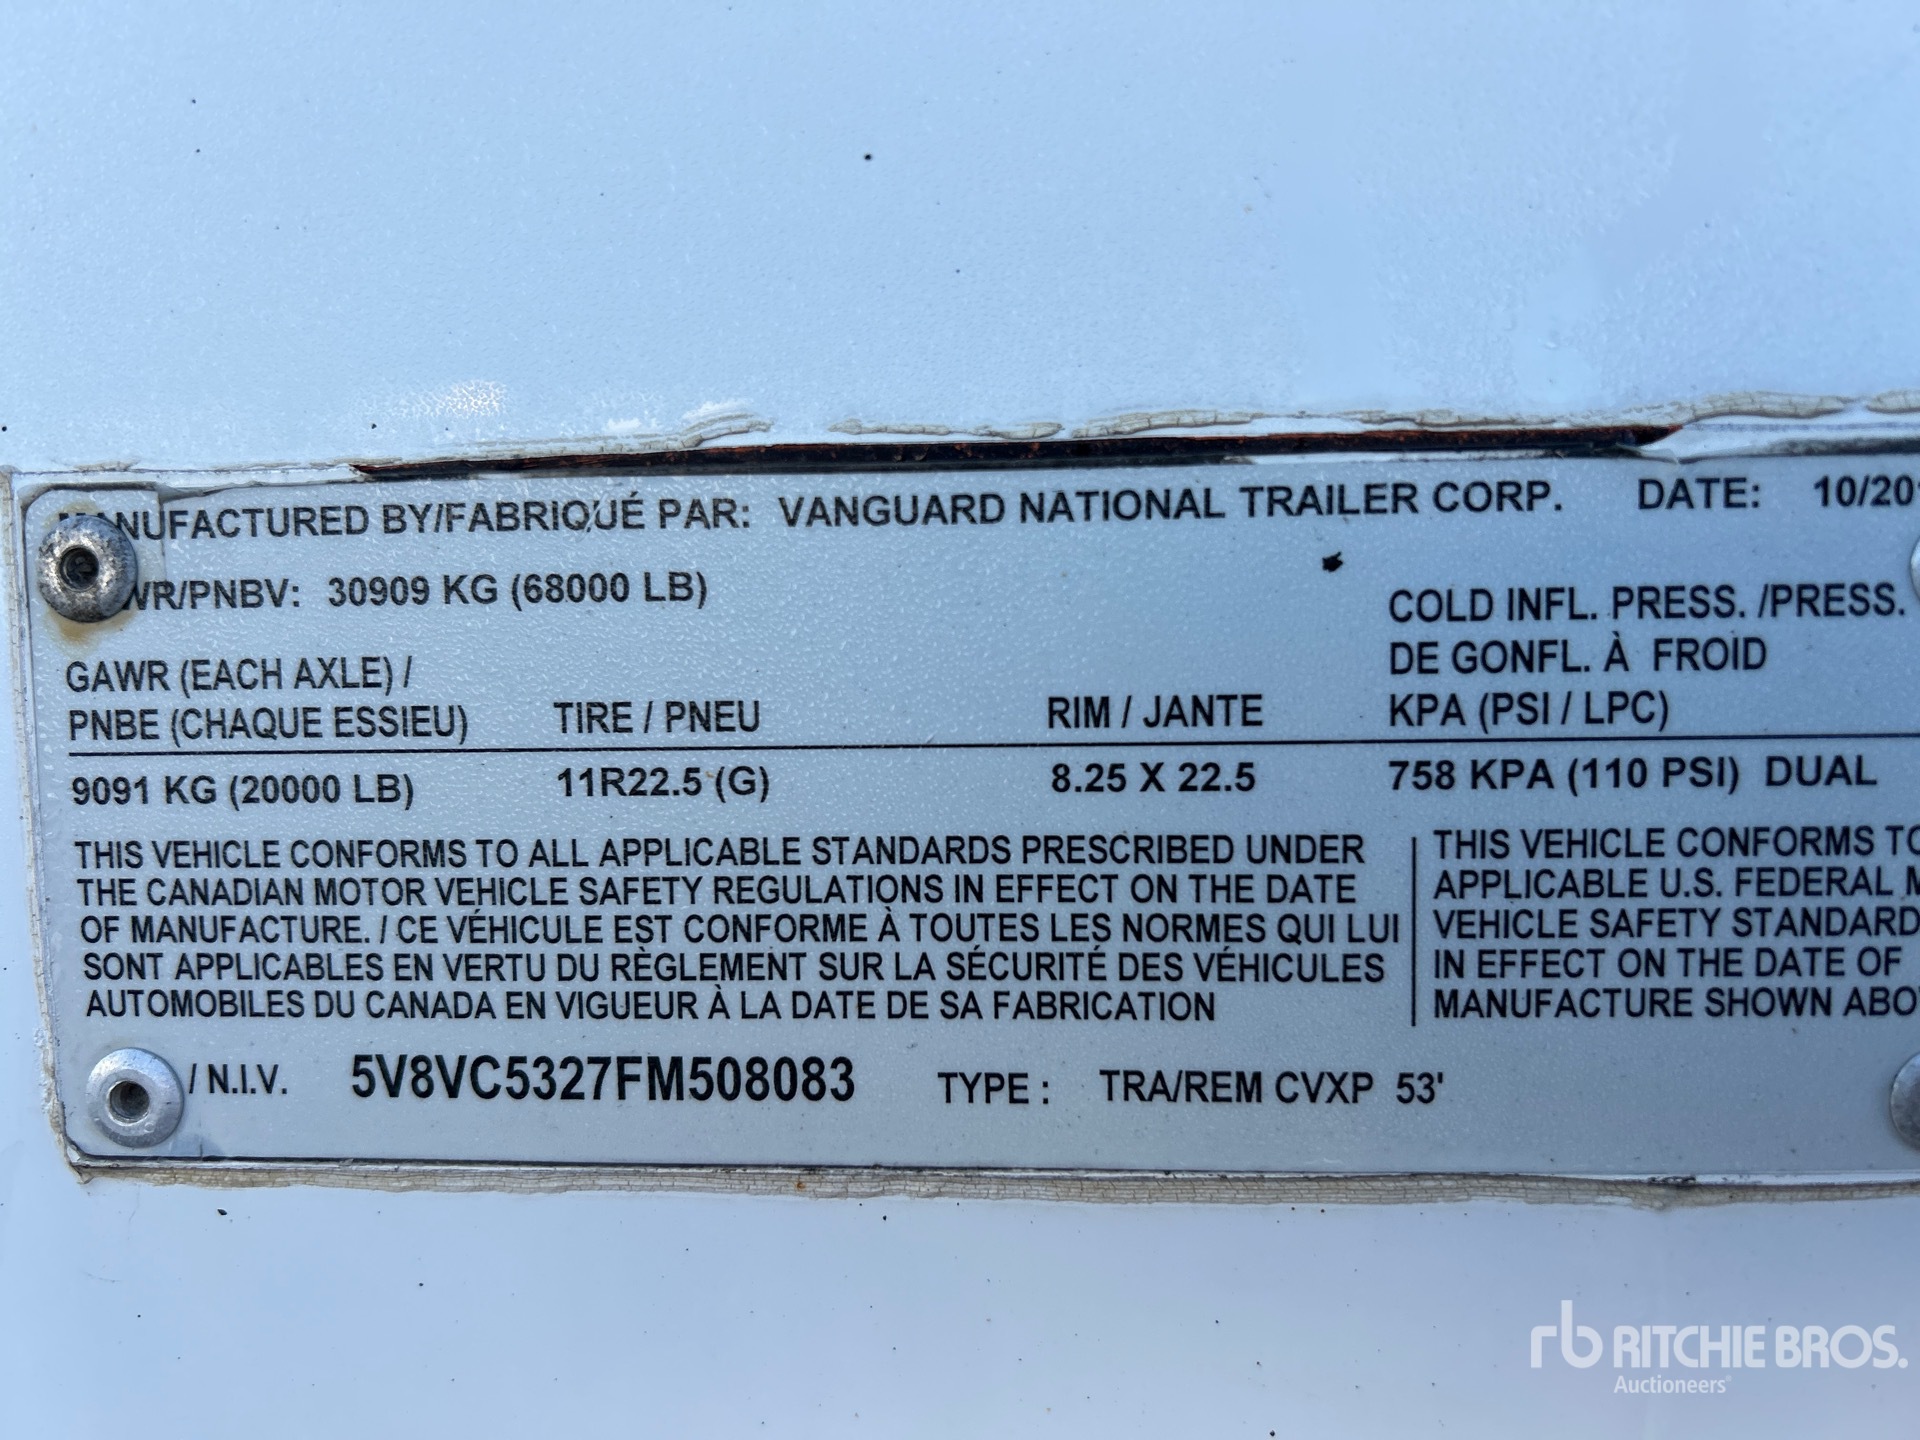 MANUFACTURED BY/FABRIQUÉ PAR: VANGUARD NATIONAL TRAILER CORP. DATE: 10/201
WR/PNBV: 30909 KG (68000 LB)
COLD INFL. PRESS. /PRESS.
DE GONFL. À FROID
KPA (PSI / LPC)
GAWR (EACH AXLE) /
PNBE (CHAQUE ESSIEU) TIRE / PNEU RIM / JANTE
9091 KG (20000 LB) 11R22.5 (G) 8.25 X 22.5 758 KPA (110 PSI) DUAL
THIS VEHICLE CONFORMS TO ALL APPLICABLE STANDARDS PRESCRIBED UNDER
THE CANADIAN MOTOR VEHICLE SAFETY REGULATIONS IN EFFECT ON THE DATE
OF MANUFACTURE. / CE VÉHICULE EST CONFORME À TOUTES LES NORMES QUI LUI
SONT APPLICABLES EN VERTU DU RÈGLEMENT SUR LA SÉCURITÉ DES VÉHICULES
AUTOMOBILES DU CANADA EN VIGUEUR À LA DATE DE SA FABRICATION
THIS VEHICLE CONFORMS TO
APPLICABLE U.S. FEDERAL M
VEHICLE SAFETY STANDARD
IN EFFECT ON THE DATE OF
MANUFACTURE SHOWN ABO
/ N.I.V. 5V8VC5327FM508083 TYPE : TRA/REM CVXP 53'
rb RITCHIE BROS.
Auctioneers